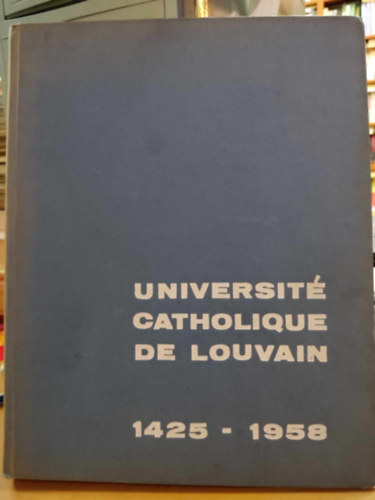 UNIVERSITÉ
CATHOLIQUE
DE LOUVAIN
1425 - 1958